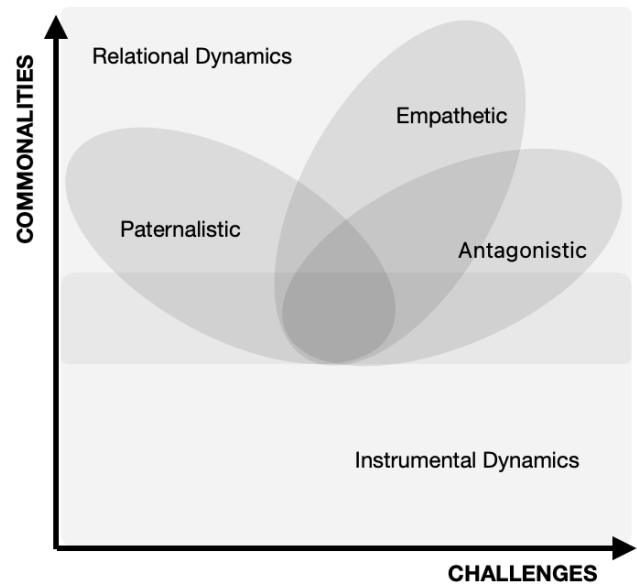 Relational Dynamics
COMMONALITIES
Empathetic
Paternalistic
Antagonistic
Instrumental Dynamics
CHALLENGES